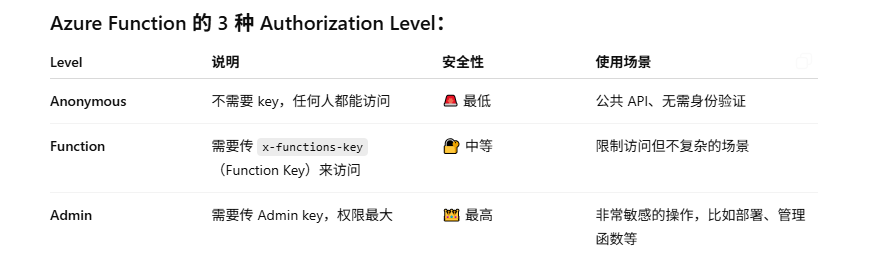 Azure Function 的 3 种 Authorization Level：
Level 说明 安全性 使用场景
Anonymous 不需要 key，任何人都能访问 最低 公共 API、无需身份验证
Function 需要传 x-functions-key 中等 限制访问但不复杂的场景
（Function Key）来访问
Admin 需要传 Admin key，权限最大 最高 非常敏感的操作，比如部署、管理
函数等